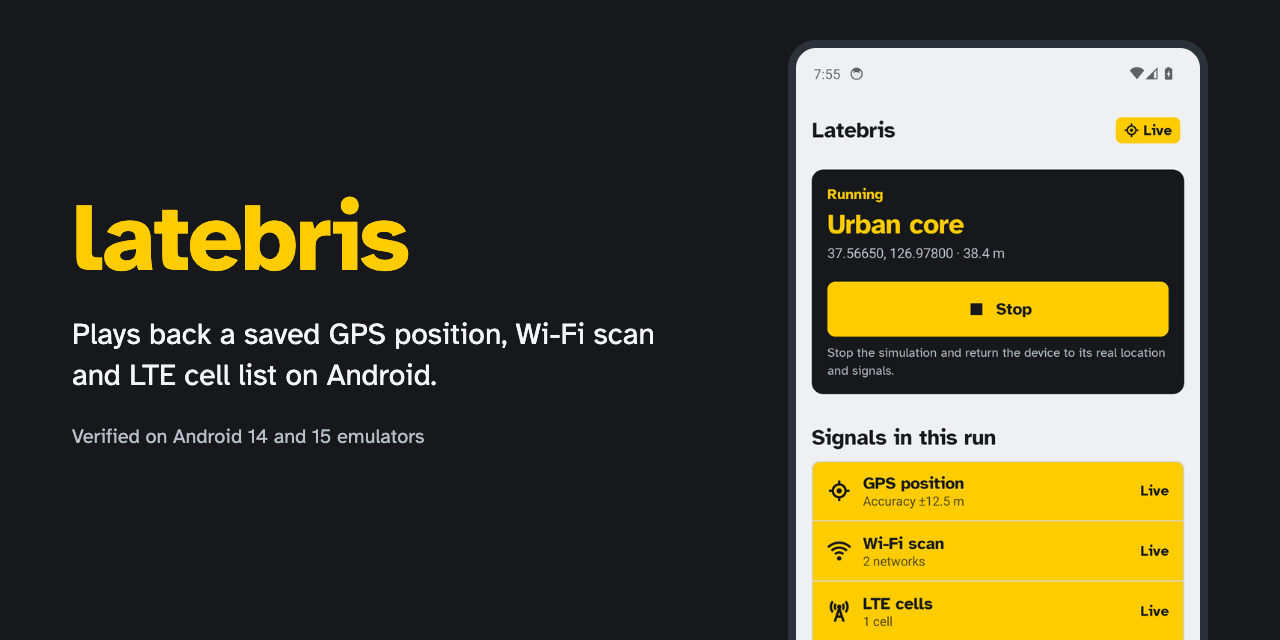 latebris
Plays back a saved GPS position, Wi-Fi scan
and LTE cell list on Android.
Verified on Android 14 and 15 emulators
7:55
Latebris
Live
Running
Urban core
37.56650, 126.97800 · 38.4 m
Stop
Stop the simulation and return the device to its real location
and signals.
Signals in this run
GPS position
Accuracy ±12.5 m
Live
Wi-Fi scan
2 networks
Live
LTE cells
1 cell
Live